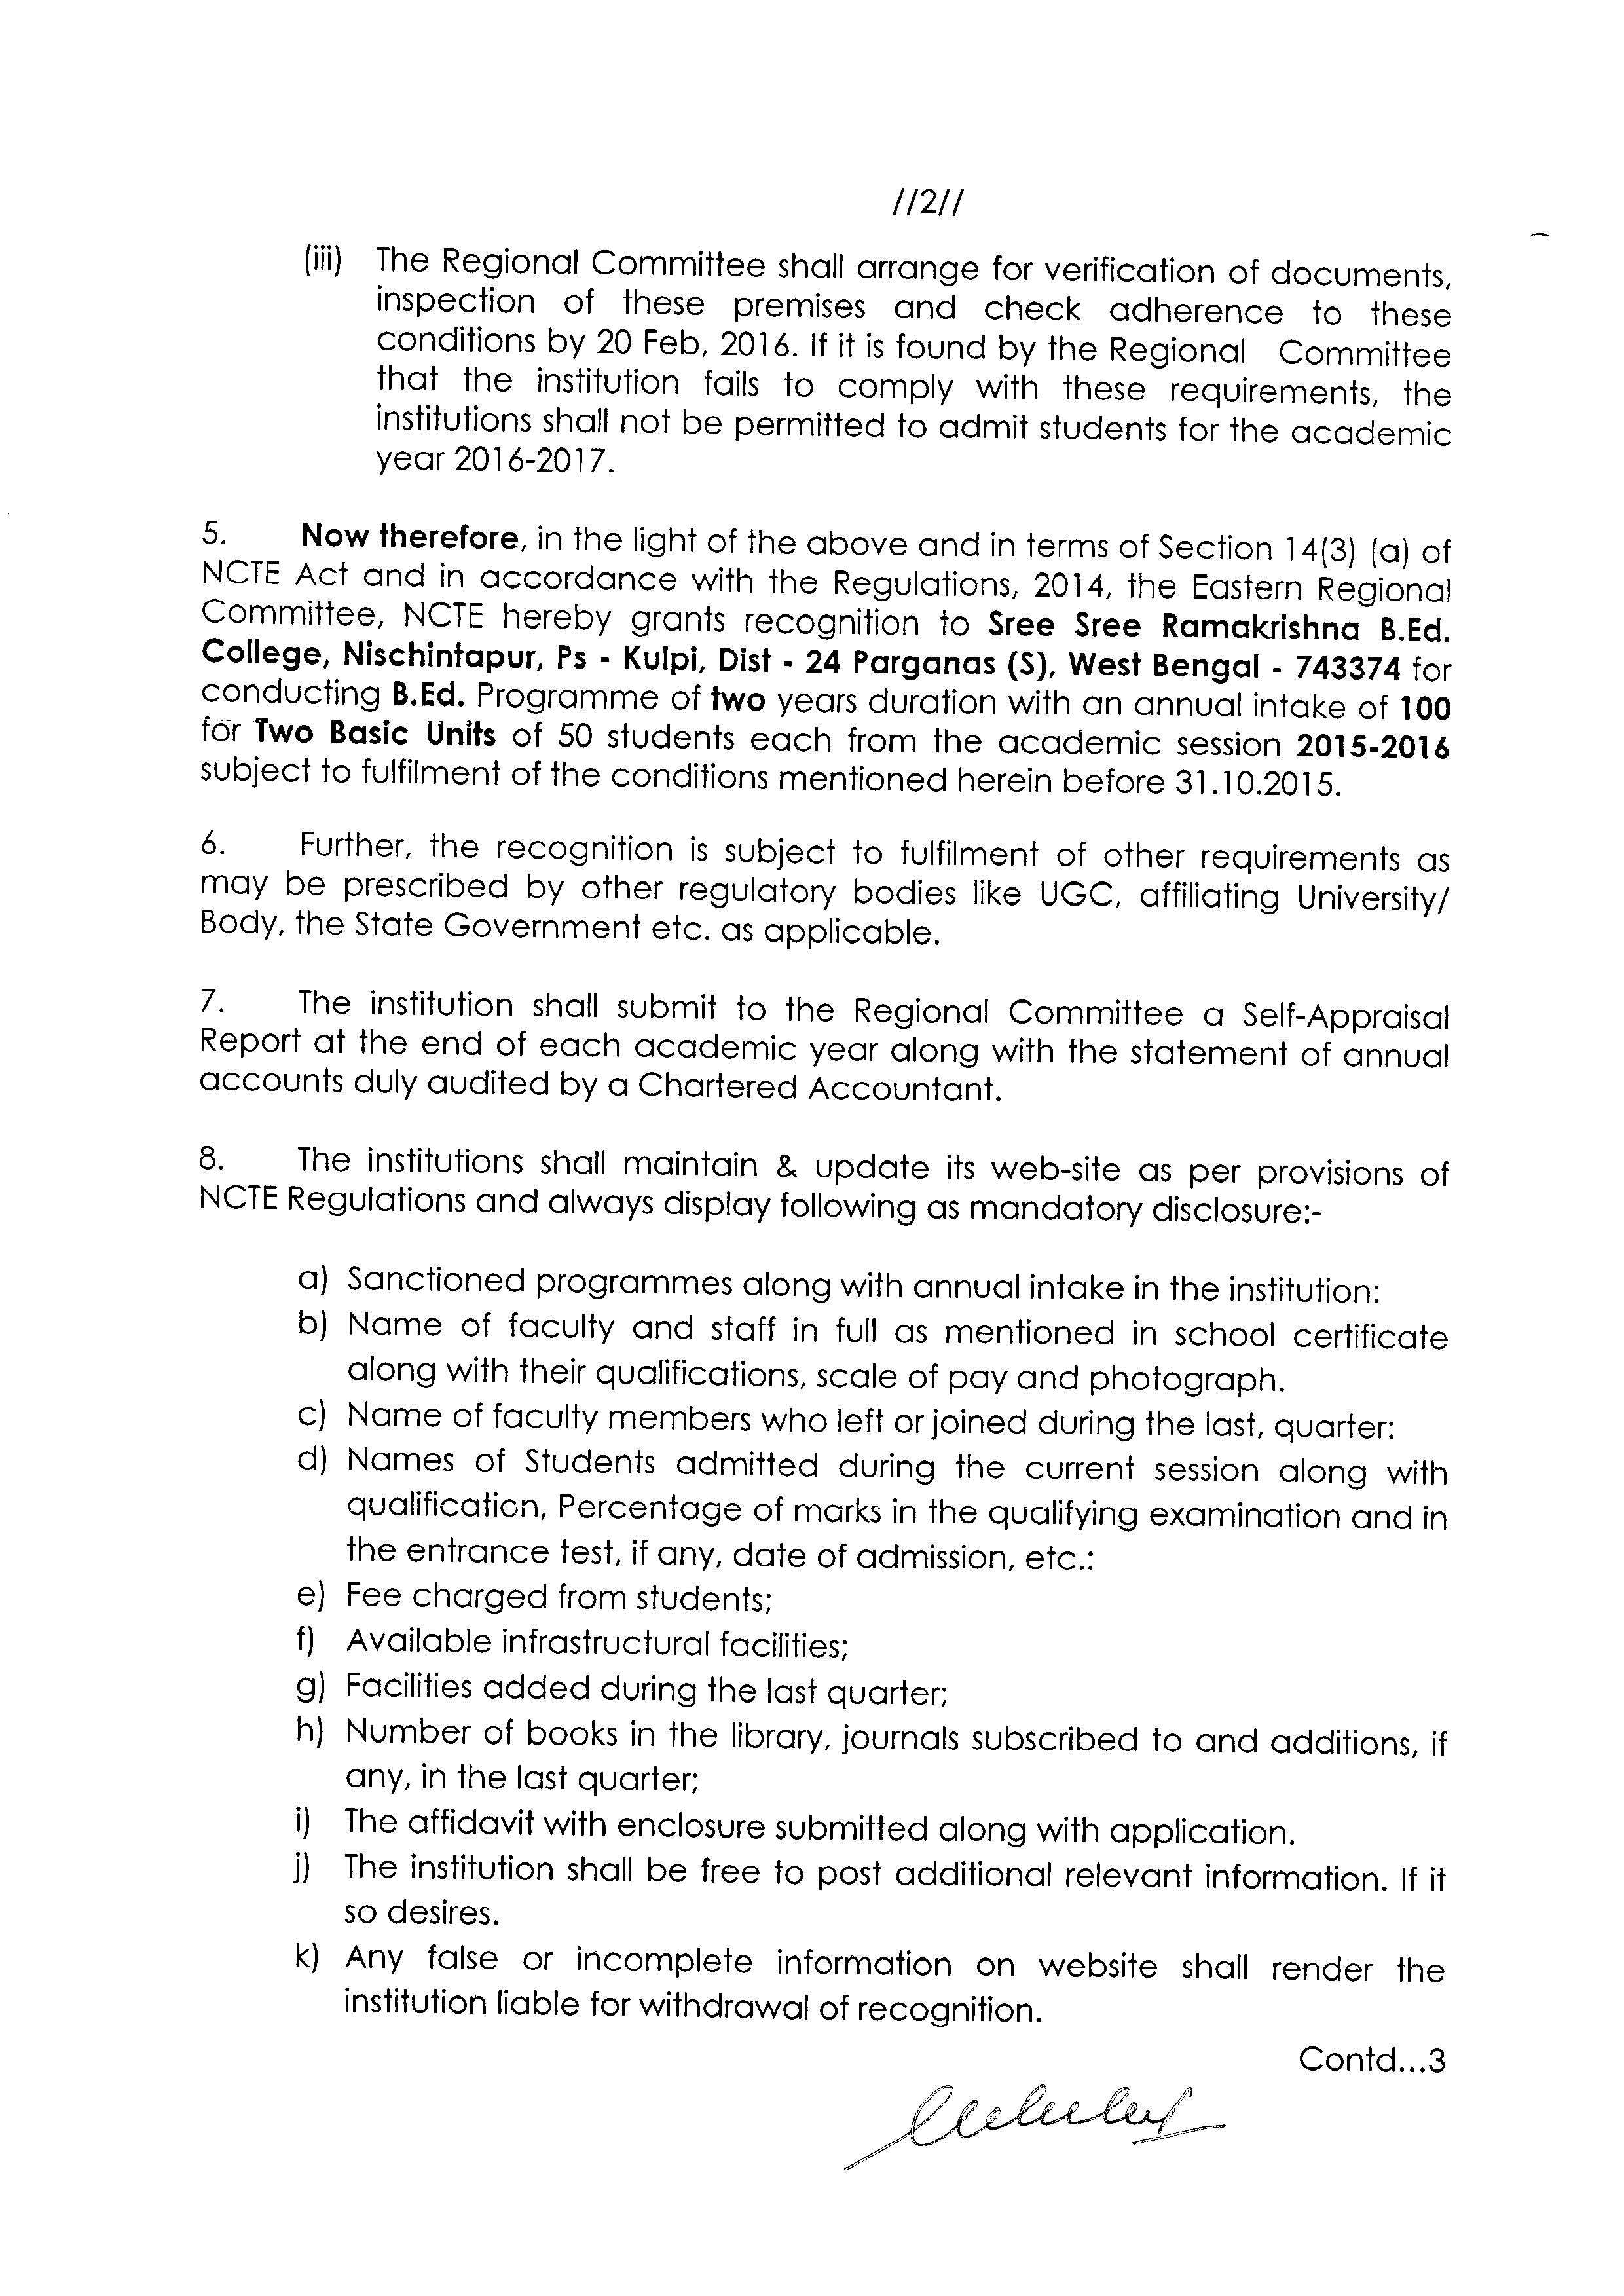 //2//
(iii) The Regional Committee shall arrange for verification of documents,
inspection of these premises and check adherence to these
conditions by 20 Feb, 2016. If it is found by the Regional Committee
that the institution fails to comply with these requirements, the
institutions shall not be permitted to admit students for the academic
year 2016-2017.
5. Now therefore, in the light of the above and in terms of Section 14(3) (a) of
NCTE Act and in accordance with the Regulations, 2014, the Eastern Regional
Committee, NCTE hereby grants recognition to Sree Sree Ramakrishna B.Ed.
College, Nischintapur, Ps - Kulpi, Dist - 24 Parganas (S), West Bengal - 743374 for
conducting B.Ed. Programme of two years duration with an annual intake of 100
for Two Basic Units of 50 students each from the academic session 2015-2016
subject to fulfilment of the conditions mentioned herein before 31.10.2015.
6. Further, the recognition is subject to fulfilment of other requirements as
may be prescribed by other regulatory bodies like UGC, affiliating University/
Body, the State Government etc. as applicable.
7. The institution shall submit to the Regional Committee a Self-Appraisal
Report at the end of each academic year along with the statement of annual
accounts duly audited by a Chartered Accountant.
8. The institutions shall maintain & update its web-site as per provisions of
NCTE Regulations and always display following as mandatory disclosure:-
a) Sanctioned programmes along with annual intake in the institution:
b) Name of faculty and staff in full as mentioned in school certificate
along with their qualifications, scale of pay and photograph.
c) Name of faculty members who left or joined during the last, quarter:
d) Names of Students admitted during the current session along with
qualification, Percentage of marks in the qualifying examination and in
the entrance test, if any, date of admission, etc.:
e) Fee charged from students;
f) Available infrastructural facilities;
g) Facilities added during the last quarter;
h) Number of books in the library, journals subscribed to and additions, if
any, in the last quarter;
i) The affidavit with enclosure submitted along with application.
j) The institution shall be free to post additional relevant information. If it
so desires.
k) Any false or incomplete information on website shall render the
institution liable for withdrawal of recognition.
Contd...3